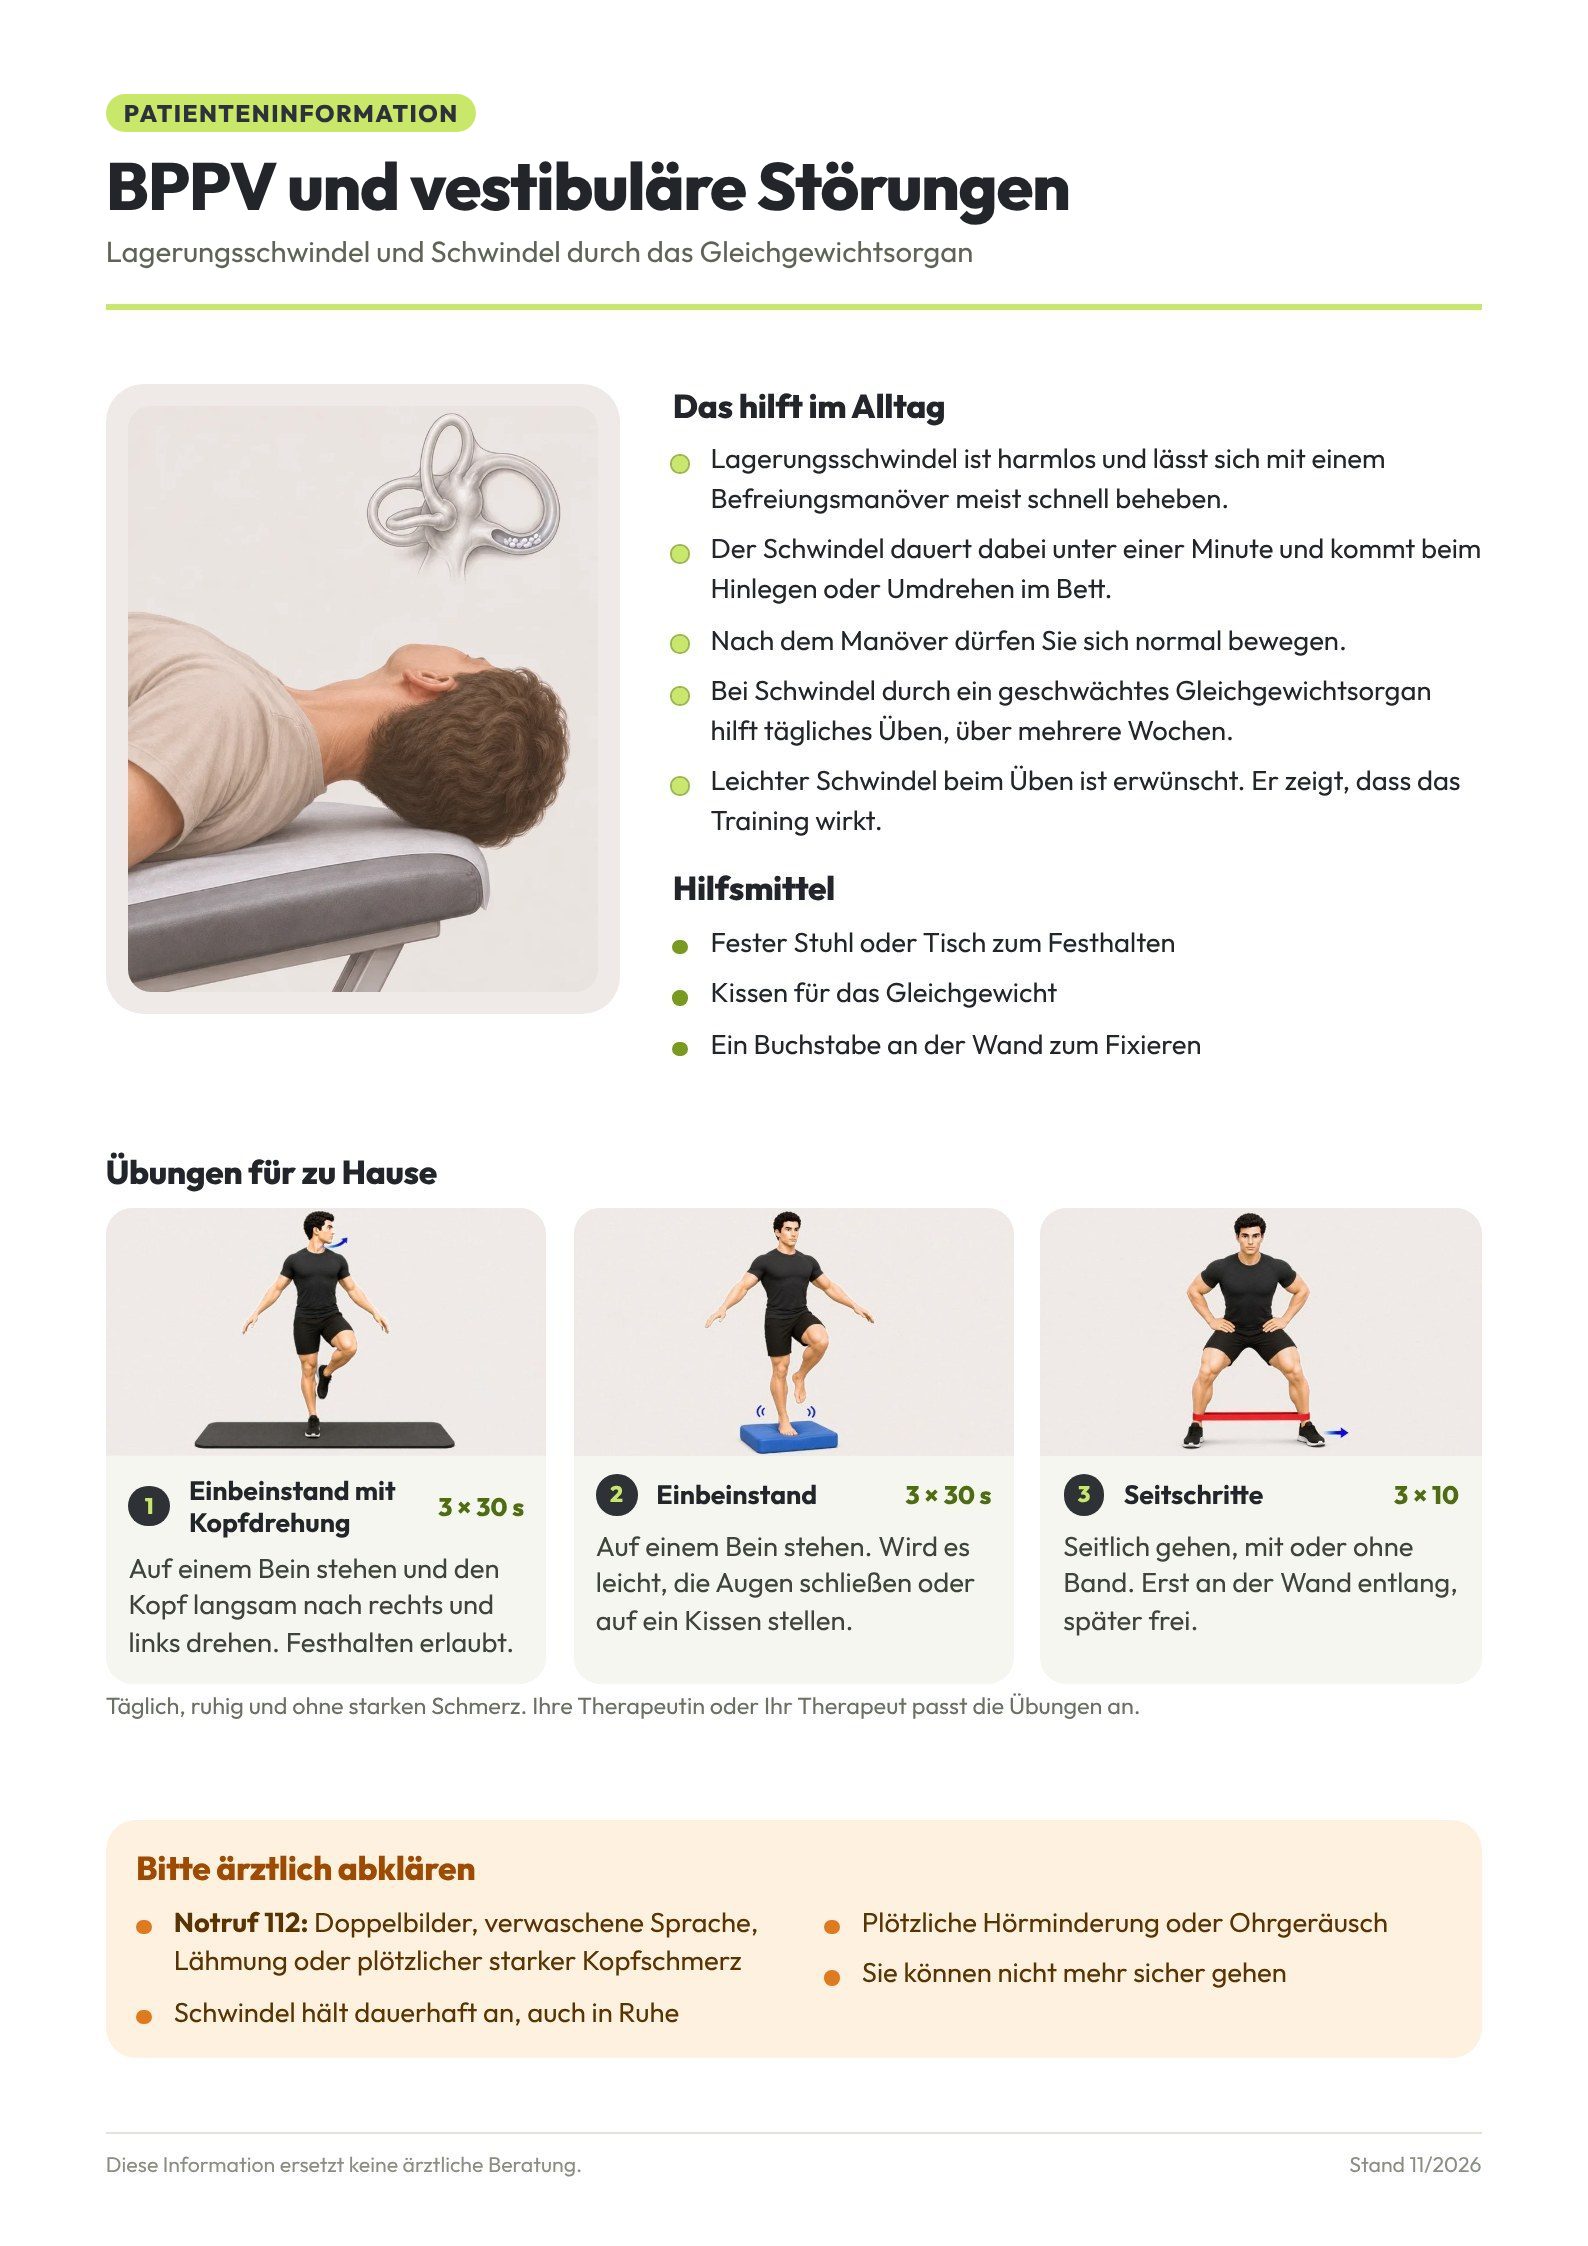 PATIENTENINFORMATION
BPPV und vestibuläre Störungen
Lagerungsschwindel und Schwindel durch das Gleichgewichtsorgan
Das hilft im Alltag
Lagerungsschwindel ist harmlos und lässt sich mit einem
Befreiungsmanöver meist schnell beheben.
Der Schwindel dauert dabei unter einer Minute und kommt beim
Hinlegen oder Umdrehen im Bett.
Nach dem Manöver dürfen Sie sich normal bewegen.
Bei Schwindel durch ein geschwächtes Gleichgewichtsorgan
hilft tägliches Üben, über mehrere Wochen.
Leichter Schwindel beim Üben ist erwünscht. Er zeigt, dass das
Training wirkt.
Hilfsmittel
Fester Stuhl oder Tisch zum Festhalten
Kissen für das Gleichgewicht
Ein Buchstabe an der Wand zum Fixieren
Übungen für zu Hause
1 Einbeinstand mit
Kopfdrehung
3 × 30 s
Auf einem Bein stehen und den
Kopf langsam nach rechts und
links drehen. Festhalten erlaubt.
2 Einbeinstand 3 × 30 s
Auf einem Bein stehen. Wird es
leicht, die Augen schließen oder
auf ein Kissen stellen.
3 Seitschritte 3 × 10
Seitlich gehen, mit oder ohne
Band. Erst an der Wand entlang,
später frei.
Täglich, ruhig und ohne starken Schmerz. Ihre Therapeutin oder Ihr Therapeut passt die Übungen an.
Bitte ärztlich abklären
Notruf 112: Doppelbilder, verwaschene Sprache,
Lähmung oder plötzlicher starker Kopfschmerz
Schwindel hält dauerhaft an, auch in Ruhe
Plötzliche Hörminderung oder Ohrgeräusch
Sie können nicht mehr sicher gehen
Diese Information ersetzt keine ärztliche Beratung.
Stand 11/2026